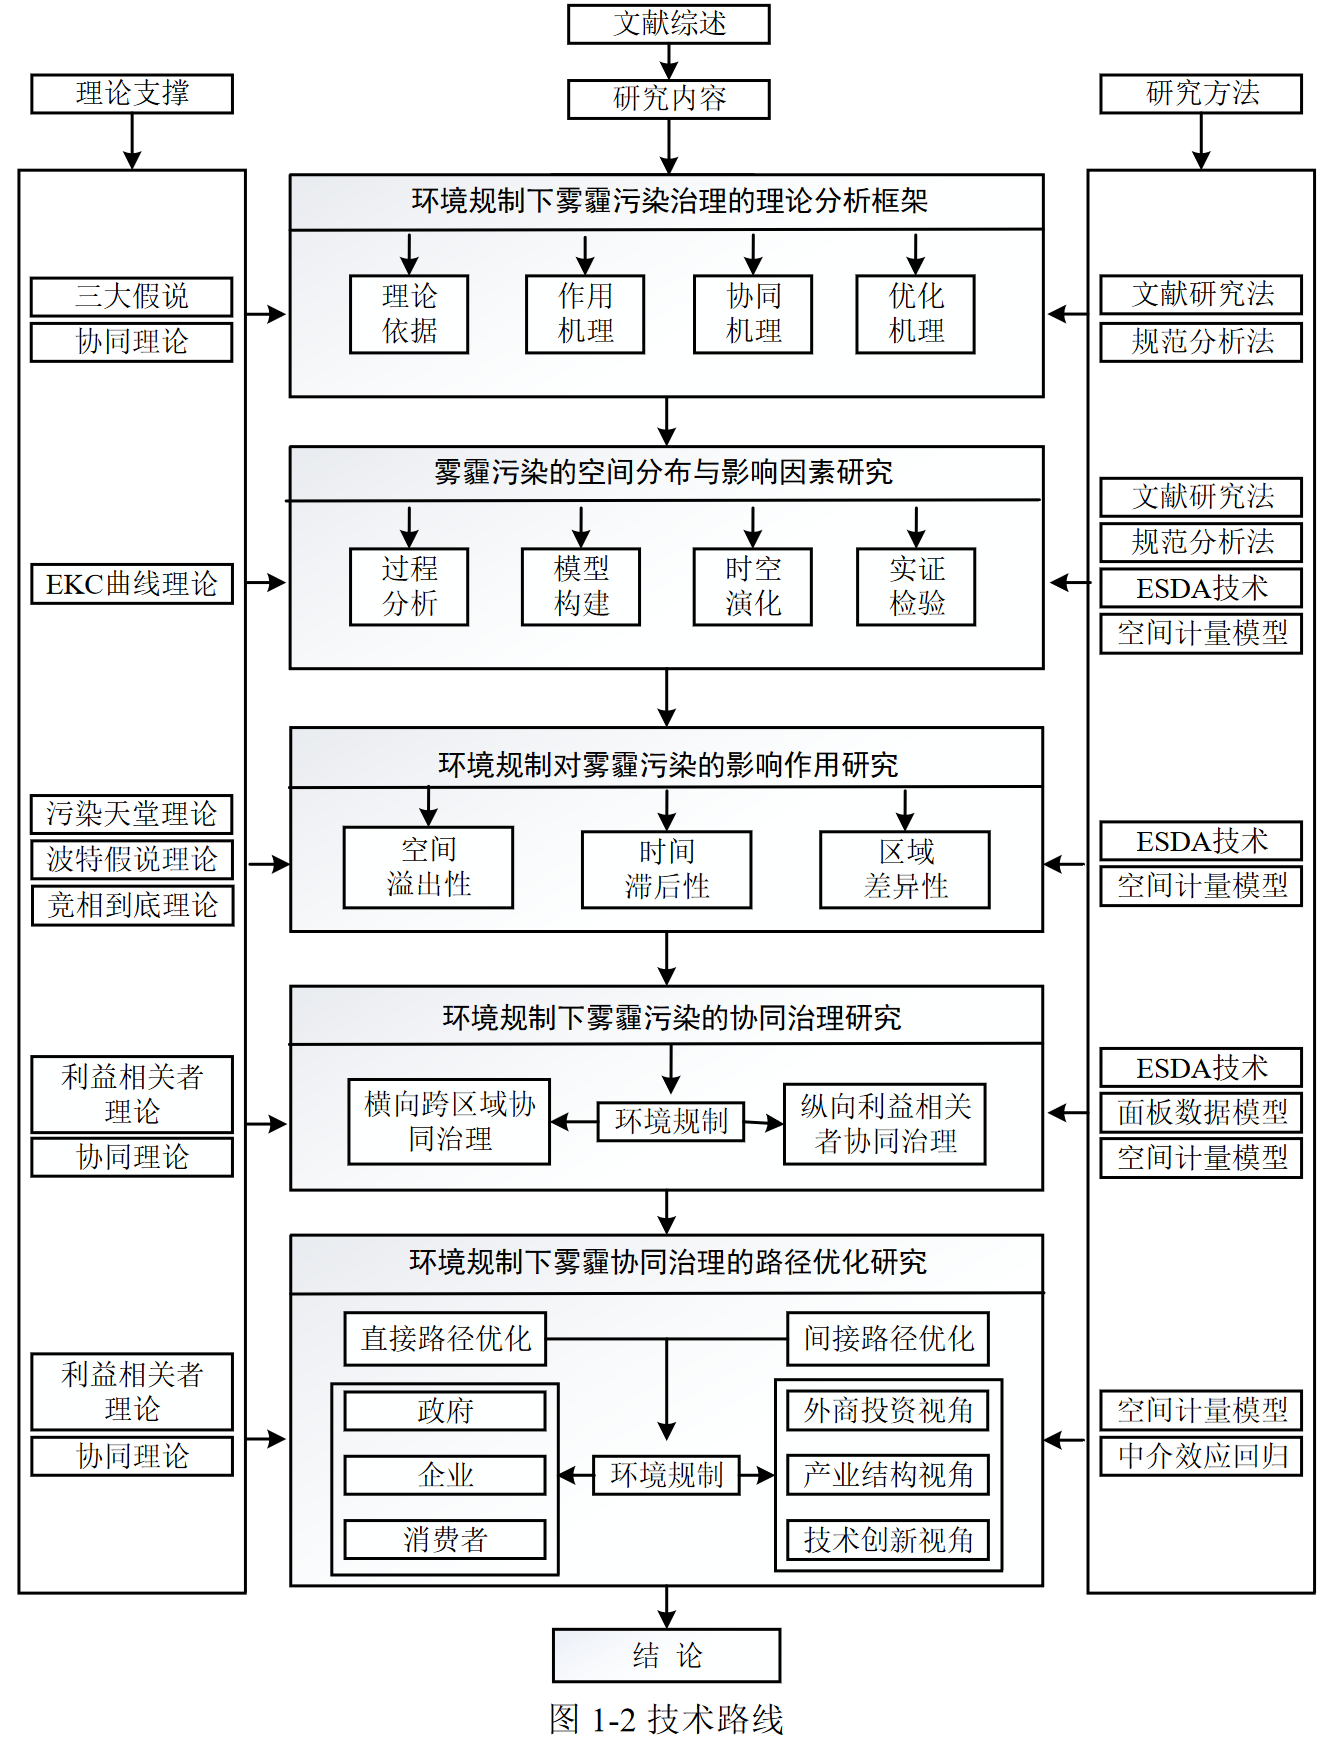 文献综述
研究内容
理论支撑
研究方法
环境规制下雾霾污染治理的理论分析框架
理论
依据
作用
机理
协同
机理
优化
机理
三大假说
协同理论
文献研究法
规范分析法
雾霾污染的空间分布与影响因素研究
过程
分析
模型
构建
时空
演化
实证
检验
EKC曲线理论
文献研究法
规范分析法
ESDA技术
空间计量模型
环境规制对雾霾污染的影响作用研究
空间
溢出性
时间
滞后性
区域
差异性
污染天堂理论
波特假说理论
竞相到底理论
ESDA技术
空间计量模型
环境规制下雾霾污染的协同治理研究
横向跨区域协
同治理
环境规制
纵向利益相关
者协同治理
利益相关者
理论
协同理论
ESDA技术
面板数据模型
空间计量模型
环境规制下雾霾协同治理的路径优化研究
直接路径优化
间接路径优化
政府
企业
消费者
环境规制
外商投资视角
产业结构视角
技术创新视角
利益相关者
理论
协同理论
空间计量模型
中介效应回归
结 论
图 1-2 技术路线